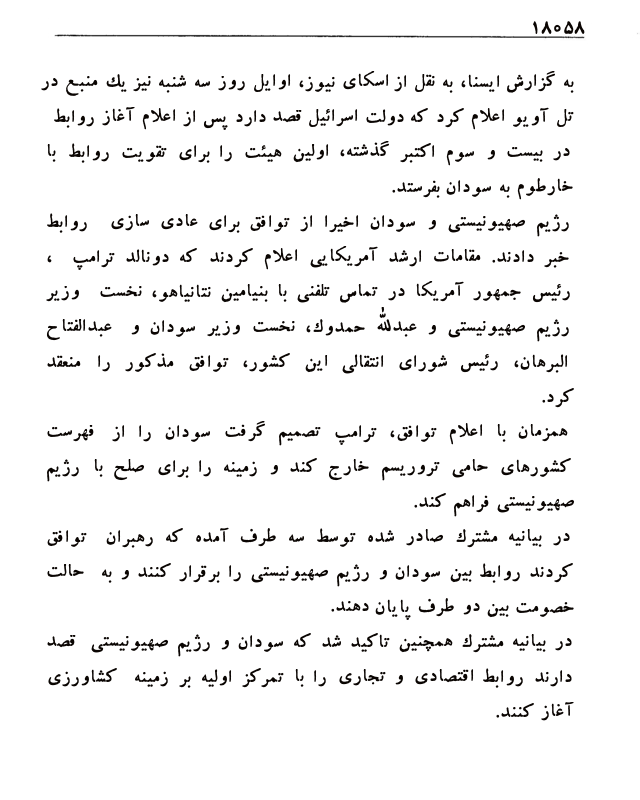 ۱۸۰۵۸
به گزارش ایسنا، به نقل از اسکای نیوز، اوایل روز سه شنبه نیز یك منبع در
تل آویو اعلام کرد که دولت اسرائیل قصد دارد پس از اعلام آغاز روابط
در بیست و سوم اکتبر گذشته، اولین هیئت را برای تقویت روابط با
خارطوم به سودان بفرستد.
رژیم صهیونیستی و سودان اخیرا از توافق برای عادی سازی روابط
خبر دادند. مقامات ارشد آمریکایی اعلام کردند که دونالد ترامپ ،
رئیس جمهور آمریکا در تماس تلفنی با بنیامین نتانیاهو، نخست وزیر
رژیم صهیونیستی و عبدلله حمدوك، نخست وزیر سودان و عبدالفتاح
البرهان، رئیس شورای انتقالی این کشور، توافق مذکور را منعقد
کرد.
همزمان با اعلام توافق، ترامپ تصمیم گرفت سودان را از فهرست
کشورهای حامی تروریسم خارج کند و زمینه را برای صلح با رژیم
صهیونیستی فراهم کند.
در بیانیه مشترك صادر شده توسط سه طرف آمده که رهبران توافق
کردند روابط بین سودان و رژیم صهیونیستی را برقرار کنند و به حالت
خصومت بین دو طرف پایان دهند.
در بیانیه مشترك همچنین تاکید شد که سودان و رژیم صهیونیستی قصد
دارند روابط اقتصادی و تجاری را با تمرکز اولیه بر زمینه کشاورزی
آغاز کنند.